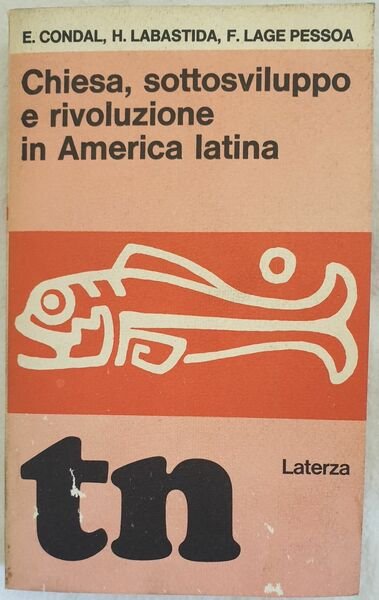 E. CONDAL, H. LABASTIDA, F. LAGE PESSOA
Chiesa, sottosviluppo
e rivoluzione
in America latina
tn
Laterza